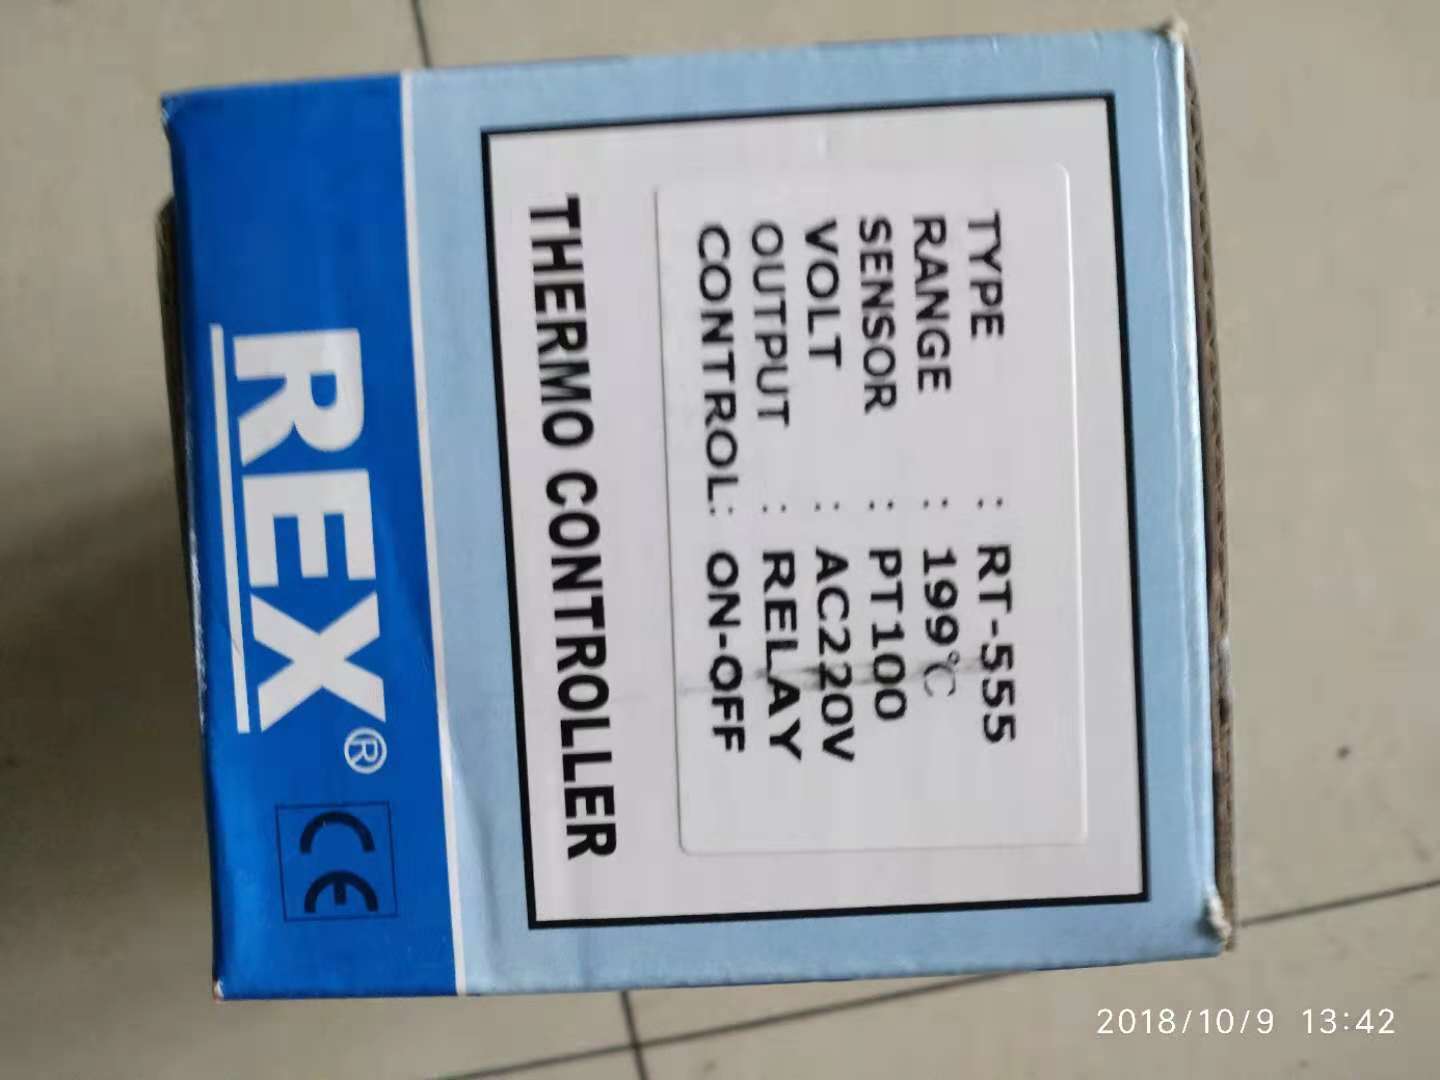 TYPE : RT-555
RANGE : 199℃
SENSOR : PT100
VOLT : AC220V
OUTPUT : RELAY
CONTROL: ON-OFF
THERMO CONTROLLER
REX®
CE
2018/10/9 13:42